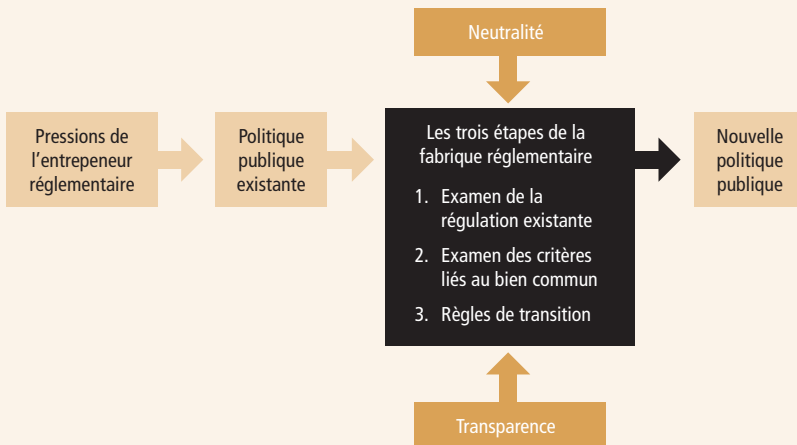 Neutralité
Pressions de
l'entrepeneur
réglementaire
Politique
publique
existante
Les trois étapes de la
fabrique réglementaire
1. Examen de la
régulation existante
2. Examen des critères
liés au bien commun
3. Règles de transition
Nouvelle
politique
publique
Transparence